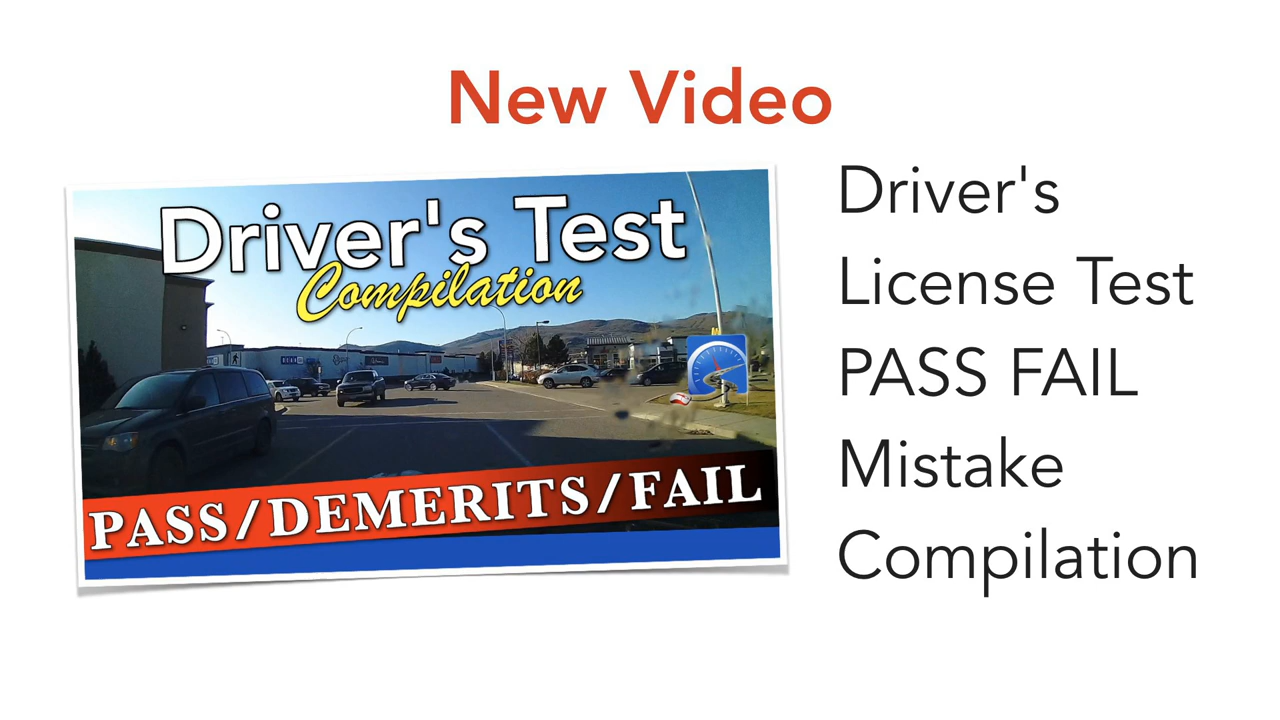 New Video
Driver's Test
Compilation
PASS/DEMERITS/FAIL
Driver's
License Test
PASS FAIL
Mistake
Compilation